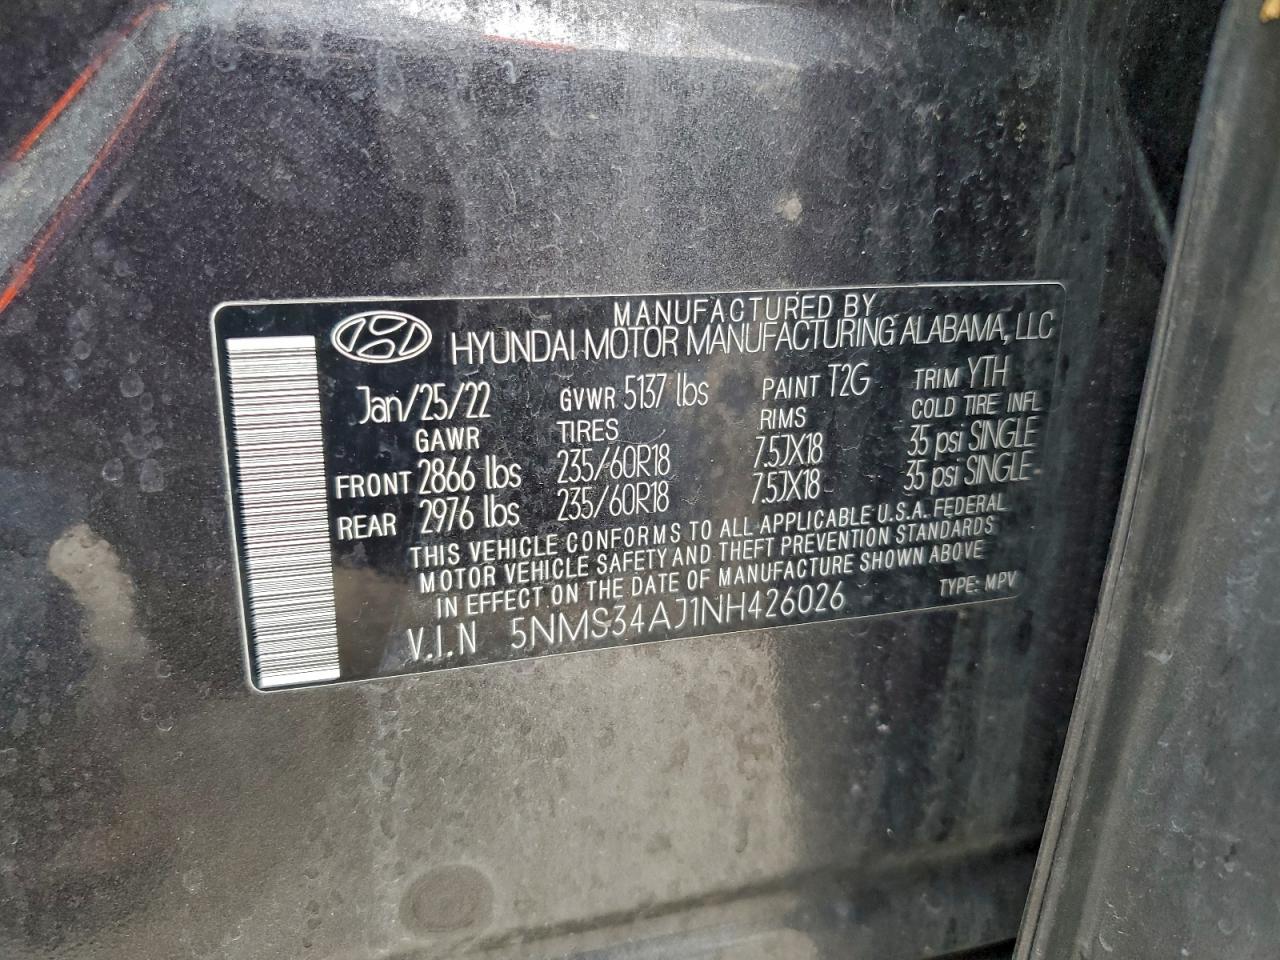 MANUFACTURED BY
HYUNDAI MOTOR MANUFACTURING ALABAMA, LLC
Jan/25/22 GVWR 5137 lbs PAINT T2G TRIM YTH
GAWR TIRES RIMS COLD TIRE INFL
FRONT 2866 lbs 235/60R18 7.5JX18 35 psi SINGLE
REAR 2976 lbs 235/60R18 7.5JX18 35 psi SINGLE
THIS VEHICLE CONFORMS TO ALL APPLICABLE U.S.A. FEDERAL
MOTOR VEHICLE SAFETY AND THEFT PREVENTION STANDARDS
IN EFFECT ON THE DATE OF MANUFACTURE SHOWN ABOVE
V.I.N 5NMS34AJ1NH426026 TYPE: MPV